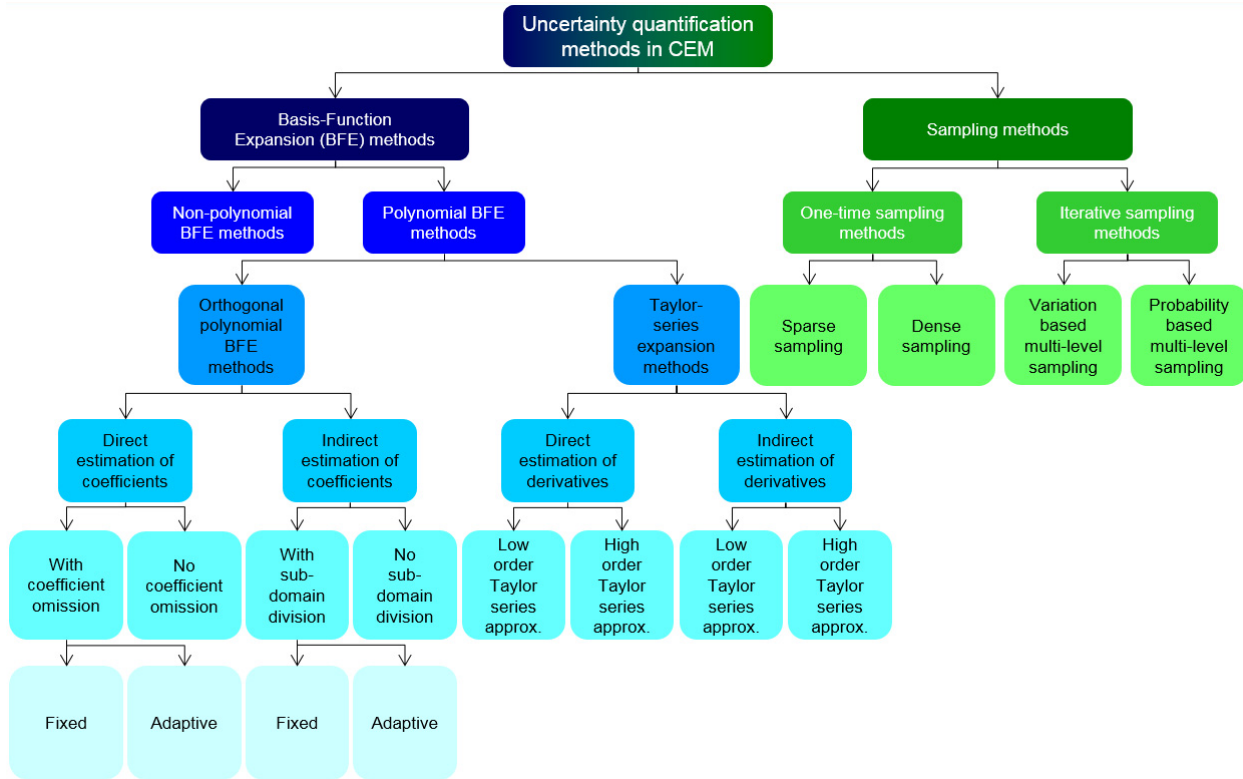 Uncertainty quantification
methods in CEM
Basis-Function
Expansion (BFE) methods
Sampling methods
Non-polynomial
BFE methods
Polynomial BFE
methods
One-time sampling
methods
Iterative sampling
methods
Orthogonal
polynomial
BFE
methods
Taylor-
series
expansion
methods
Sparse
sampling
Dense
sampling
Variation
based
multi-level
sampling
Probability
based
multi-level
sampling
Direct
estimation of
coefficients
Indirect
estimation of
coefficients
Direct
estimation of
derivatives
Indirect
estimation of
derivatives
With
coefficient
omission
No
coefficient
omission
With
sub-
domain
division
No
sub-
domain
division
Low
order
Taylor
series
approx.
High
order
Taylor
series
approx.
Low
order
Taylor
series
approx.
High
order
Taylor
series
approx.
Fixed
Adaptive
Fixed
Adaptive